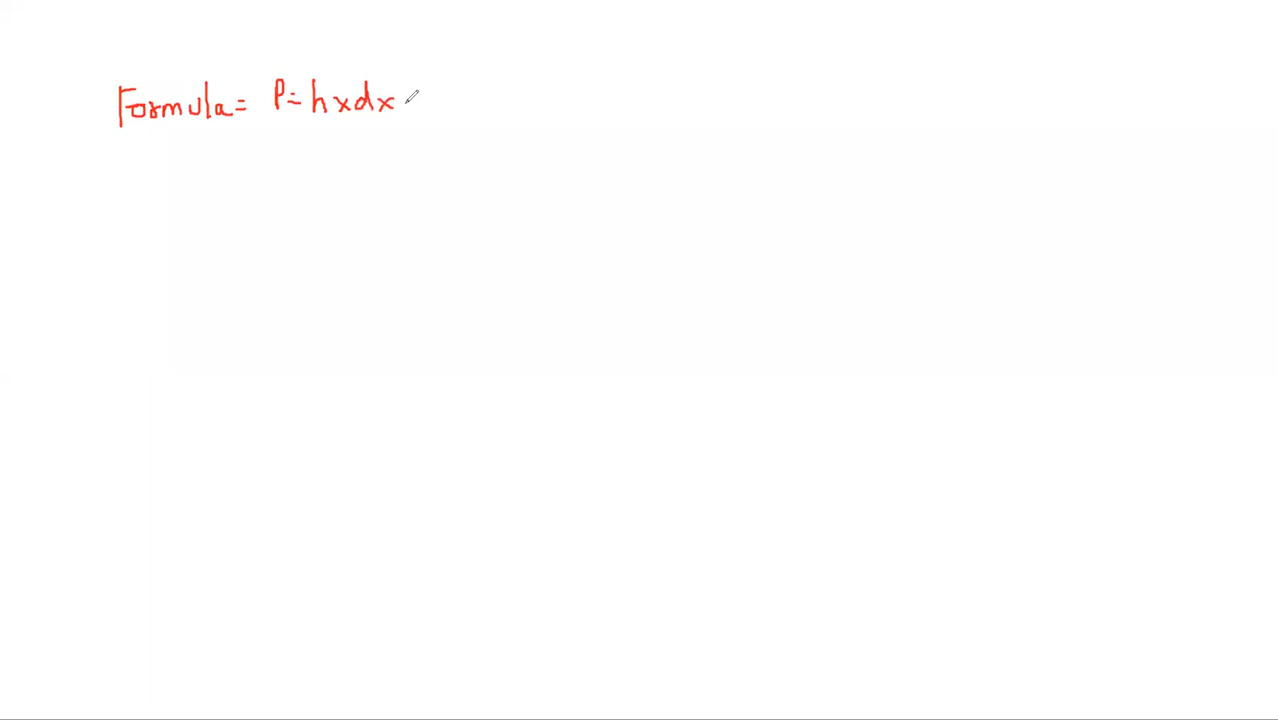 Formula= P= hxdx